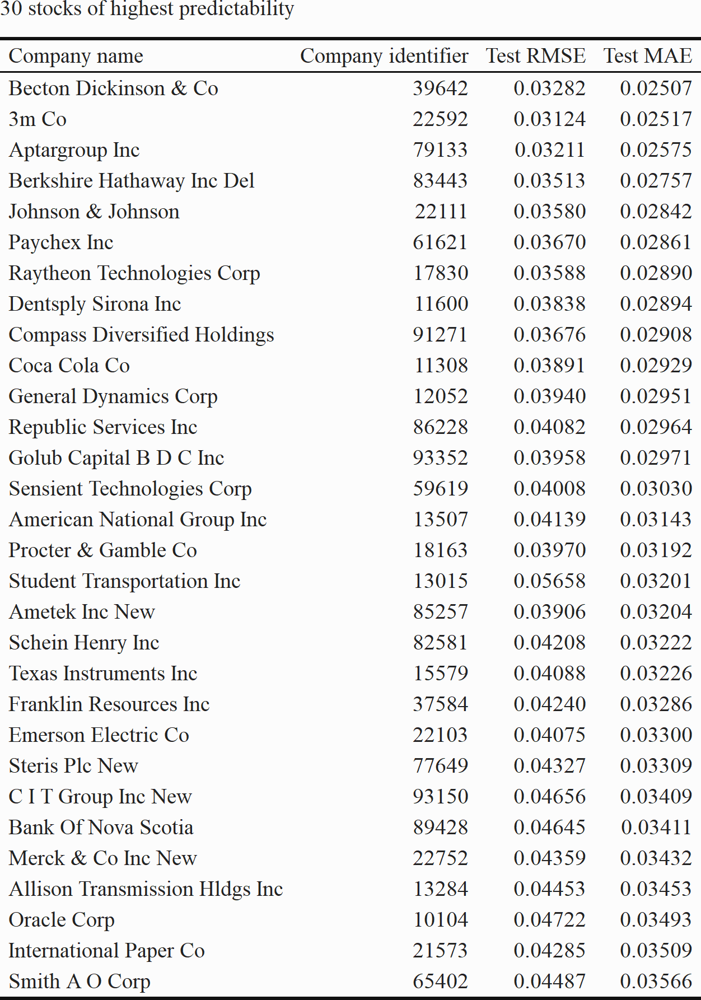 30 stocks of highest predictability
Company name Company identifier Test RMSE Test MAE
Becton Dickinson & Co 39642 0.03282 0.02507
3m Co 22592 0.03124 0.02517
Aptargroup Inc 79133 0.03211 0.02575
Berkshire Hathaway Inc Del 83443 0.03513 0.02757
Johnson & Johnson 22111 0.03580 0.02842
Paychex Inc 61621 0.03670 0.02861
Raytheon Technologies Corp 17830 0.03588 0.02890
Dentsply Sirona Inc 11600 0.03838 0.02894
Compass Diversified Holdings 91271 0.03676 0.02908
Coca Cola Co 11308 0.03891 0.02929
General Dynamics Corp 12052 0.03940 0.02951
Republic Services Inc 86228 0.04082 0.02964
Golub Capital B D C Inc 93352 0.03958 0.02971
Sensient Technologies Corp 59619 0.04008 0.03030
American National Group Inc 13507 0.04139 0.03143
Procter & Gamble Co 18163 0.03970 0.03192
Student Transportation Inc 13015 0.05658 0.03201
Ametek Inc New 85257 0.03906 0.03204
Schein Henry Inc 82581 0.04208 0.03222
Texas Instruments Inc 15579 0.04088 0.03226
Franklin Resources Inc 37584 0.04240 0.03286
Emerson Electric Co 22103 0.04075 0.03300
Steris Plc New 77649 0.04327 0.03309
C I T Group Inc New 93150 0.04656 0.03409
Bank Of Nova Scotia 89428 0.04645 0.03411
Merck & Co Inc New 22752 0.04359 0.03432
Allison Transmission Hldgs Inc 13284 0.04453 0.03453
Oracle Corp 10104 0.04722 0.03493
International Paper Co 21573 0.04285 0.03509
Smith A O Corp 65402 0.04487 0.03566